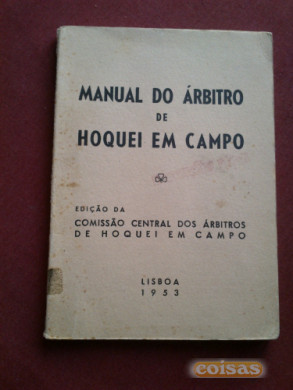 MANUAL DO ÁRBITRO
DE
HOQUEI EM CAMPO
EDIÇÃO DA
COMISSÃO CENTRAL DOS ÁRBITROS
DE HOQUEI EM CAMPO
LISBOA
1953
coisas